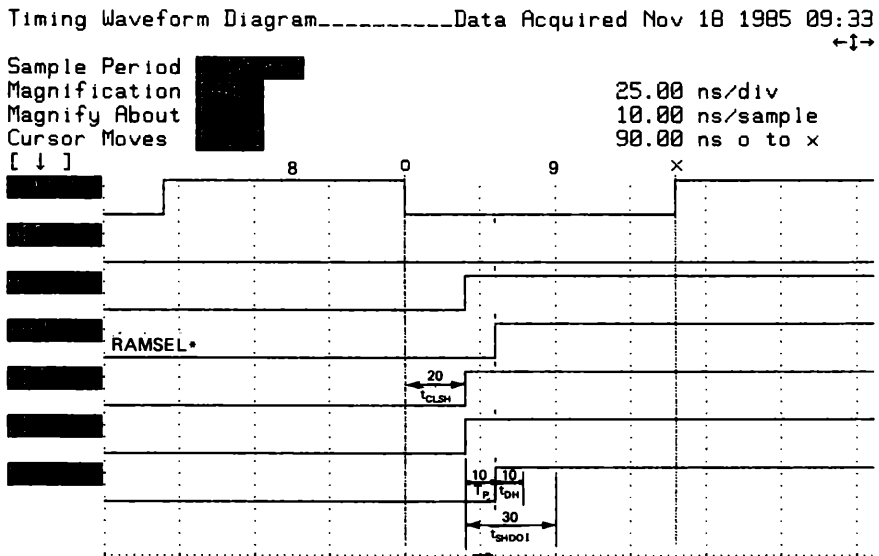 Timing Waveform Diagram__________Data Acquired Nov 18 1985 09:33
←↕→
Sample Period
Magnification 25.00 ns/div
Magnify About 10.00 ns/sample
Cursor Moves 90.00 ns o to x
[ ↓ ] 8 o 9 x
RAMSEL*
20
tCLSH
10 10
TP tDH
30
tSHDOI